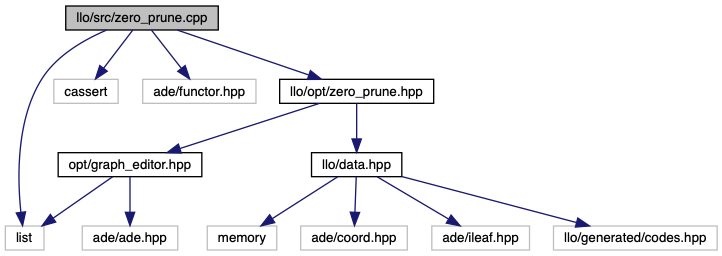 llo/src/zero_prune.cpp
cassert
ade/functor.hpp
llo/opt/zero_prune.hpp
opt/graph_editor.hpp
llo/data.hpp
list
ade/ade.hpp
memory
ade/coord.hpp
ade/ileaf.hpp
llo/generated/codes.hpp